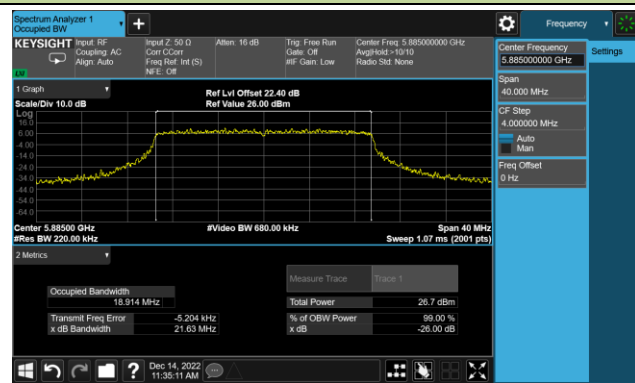 Spectrum Analyzer 1
Occupied BW
+
Frequency
KEYSIGHT
Input: RF
Coupling: AC
Align: Auto
Input Z: 50 Ω
Corr CCorr
Freq Ref: Int (S)
NFE: Off
Atten: 16 dB
Trig: Free Run
Gate: Off
#IF Gain: Low
Center Freq: 5.885000000 GHz
Avg|Hold:>10/10
Radio Std: None
1 Graph
Scale/Div 10.0 dB
Ref Lvl Offset 22.40 dB
Ref Value 26.00 dBm
Log
16.0
6.00
-4.00
-14.0
-24.0
-34.0
-44.0
-54.0
-64.0
Center 5.88500 GHz
#Res BW 220.00 kHz
#Video BW 680.00 kHz
Span 40 MHz
Sweep 1.07 ms (2001 pts)
2 Metrics
Measure Trace
Trace 1
Occupied Bandwidth
18.914 MHz
Total Power
26.7 dBm
Transmit Freq Error
-5.204 kHz
% of OBW Power
99.00 %
x dB Bandwidth
21.63 MHz
x dB
-26.00 dB
Center Frequency
5.885000000 GHz
Settings
Span
40.000 MHz
CF Step
4.000000 MHz
Auto
Man
Freq Offset
0 Hz
?
Dec 14, 2022
11:35:11 AM